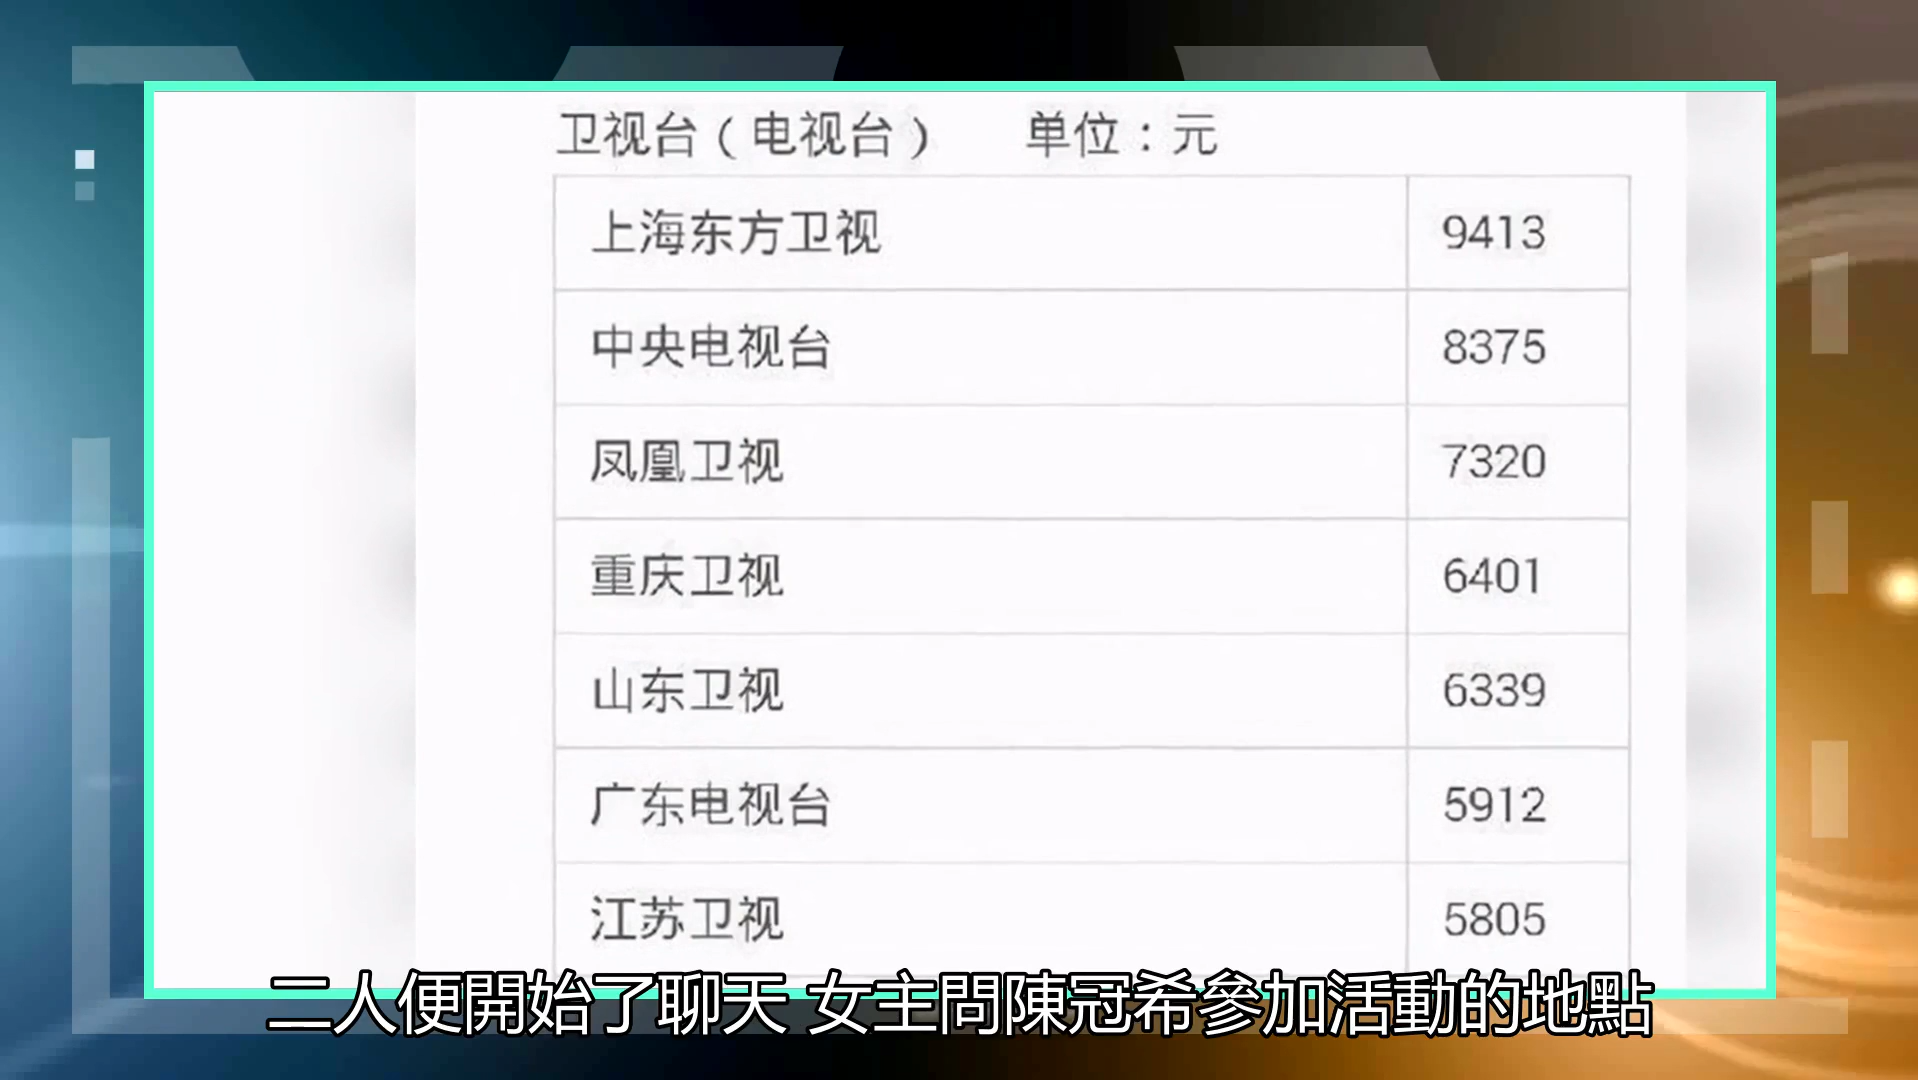 卫视台（电视台） 单位：元
上海东方卫视 9413
中央电视台 8375
凤凰卫视 7320
重庆卫视 6401
山东卫视 6339
广东电视台 5912
江苏卫视 5805
二人便開始了聊天 女主問陳冠希參加活動的地點